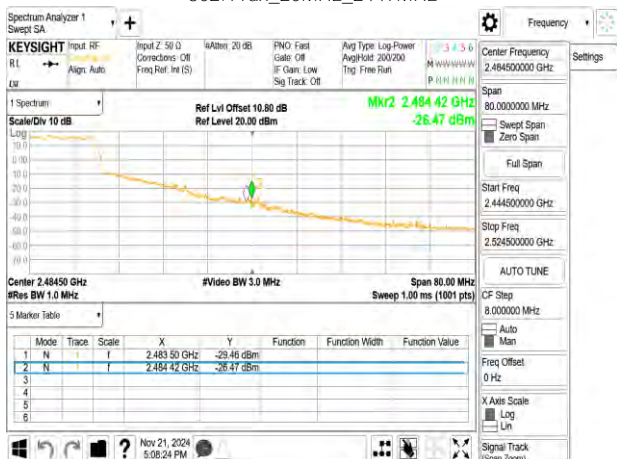 Spectrum Analyzer 1
Swept SA
+
Frequency
KEYSIGHT
Input: RF
Input Z: 50 Ω
#Atten: 20 dB
PNO: Fast
Avg Type: Log-Power
Center Frequency
Settings
RL
Corrections: Off
Gate: Off
Avg|Hold: 200/200
2.484500000 GHz
Align: Auto
Freq Ref: Int (S)
IF Gain: Low
Trig: Free Run
Sig Track: Off
Span
80.0000000 MHz
1 Spectrum
Ref Lvl Offset 10.80 dB
Mkr2 2.484 42 GHz
Scale/Div 10 dB
Ref Level 20.00 dBm
-26.47 dBm
Swept Span
Zero Span
Log
Full Span
Start Freq
2.444500000 GHz
Stop Freq
2.524500000 GHz
AUTO TUNE
Center 2.48450 GHz
#Video BW 3.0 MHz
Span 80.00 MHz
#Res BW 1.0 MHz
Sweep 1.00 ms (1001 pts)
CF Step
8.000000 MHz
5 Marker Table
Auto
Man
Mode Trace Scale X Y Function Function Width Function Value
1 N 1 f 2.483 50 GHz -29.46 dBm
2 N 1 f 2.484 42 GHz -26.47 dBm
3
4
5
6
Freq Offset
0 Hz
X Axis Scale
Log
Lin
?
Nov 21, 2024
5:08:24 PM
Signal Track
(Span Zoom)